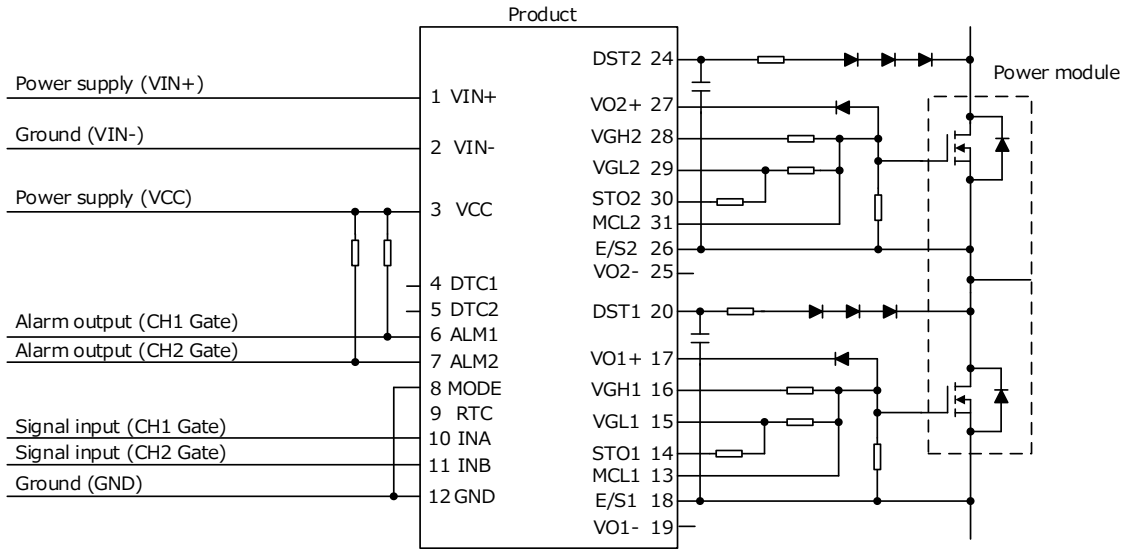 Product
Power supply (VIN+)
1 VIN+
Ground (VIN-)
2 VIN-
Power supply (VCC)
3 VCC
4 DTC1
5 DTC2
Alarm output (CH1 Gate)
6 ALM1
Alarm output (CH2 Gate)
7 ALM2
8 MODE
9 RTC
Signal input (CH1 Gate)
10 INA
Signal input (CH2 Gate)
11 INB
Ground (GND)
12 GND
DST2 24
VO2+ 27
VGH2 28
VGL2 29
STO2 30
MCL2 31
E/S2 26
VO2- 25
DST1 20
VO1+ 17
VGH1 16
VGL1 15
STO1 14
MCL1 13
E/S1 18
VO1- 19
Power module